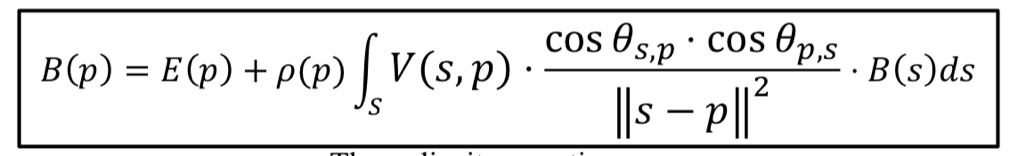 B(p) = E(p) + ρ(p) ∫_S V(s, p) · (cos θ_{s,p} · cos θ_{p,s}) / ‖s − p‖² · B(s)ds